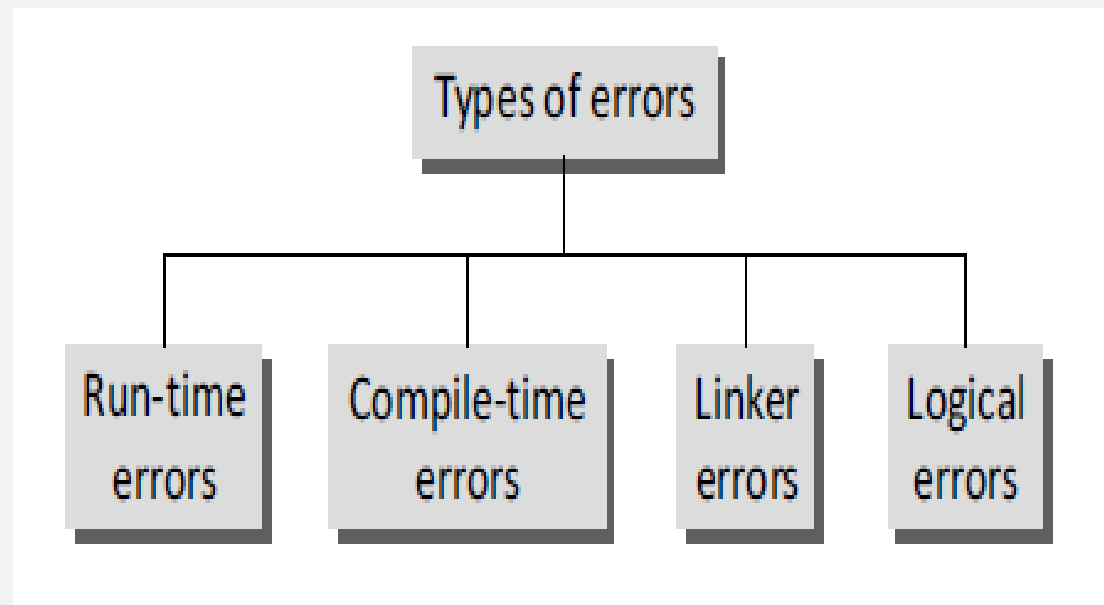 Types of errors
Run-time
errors
Compile-time
errors
Linker
errors
Logical
errors